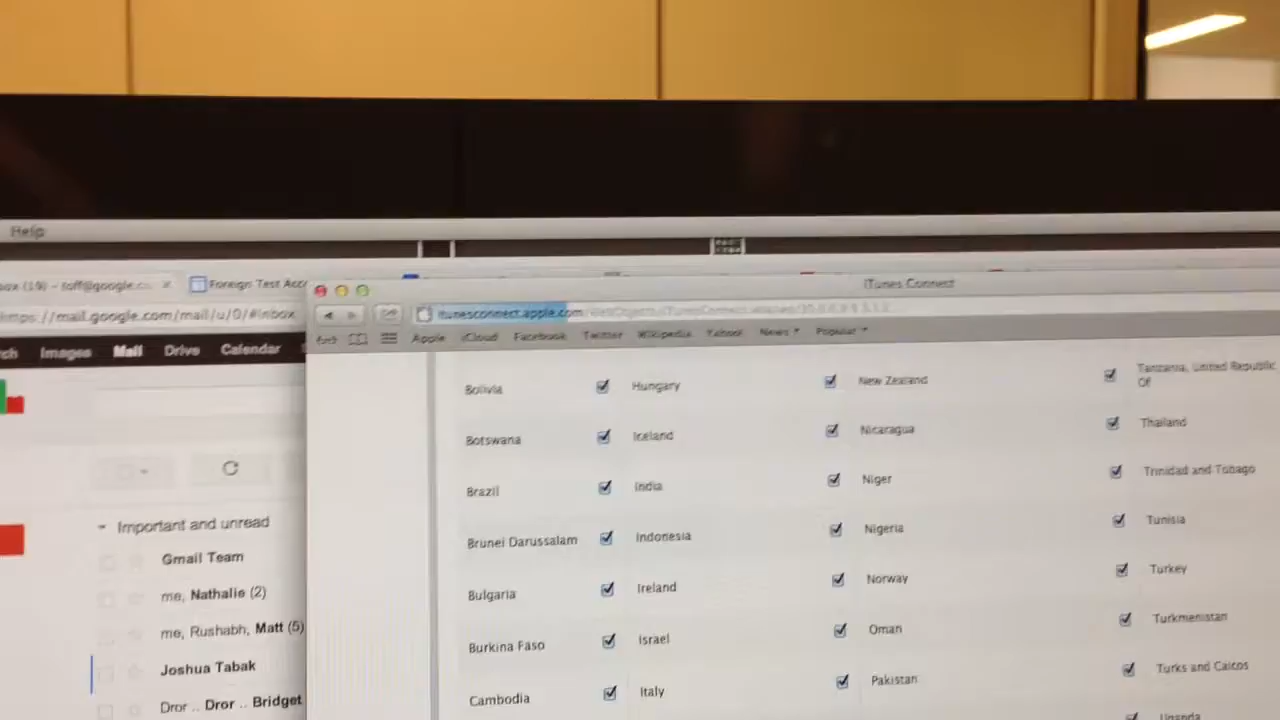 Help
Foreign Test Acc
iTunes Connect
https://mail.google.com/mail/u/0/#inbox
itunesconnect.apple.com
Images Mail Drive Calendar
Apple iCloud Facebook Twitter Wikipedia Yahoo! News Popular
Bolivia Hungary New Zealand Tanzania, United Republic Of
Botswana Iceland Nicaragua Thailand
Brazil India Niger Trinidad and Tobago
Important and unread
Brunei Darussalam Indonesia Nigeria Tunisia
Gmail Team
Bulgaria Ireland Norway Turkey
me, Nathalie (2)
me, Rushabh, Matt (5)
Burkina Faso Israel Oman Turkmenistan
Joshua Tabak
Cambodia Italy Pakistan Turks and Caicos
Dror .. Dror .. Bridget
Uganda